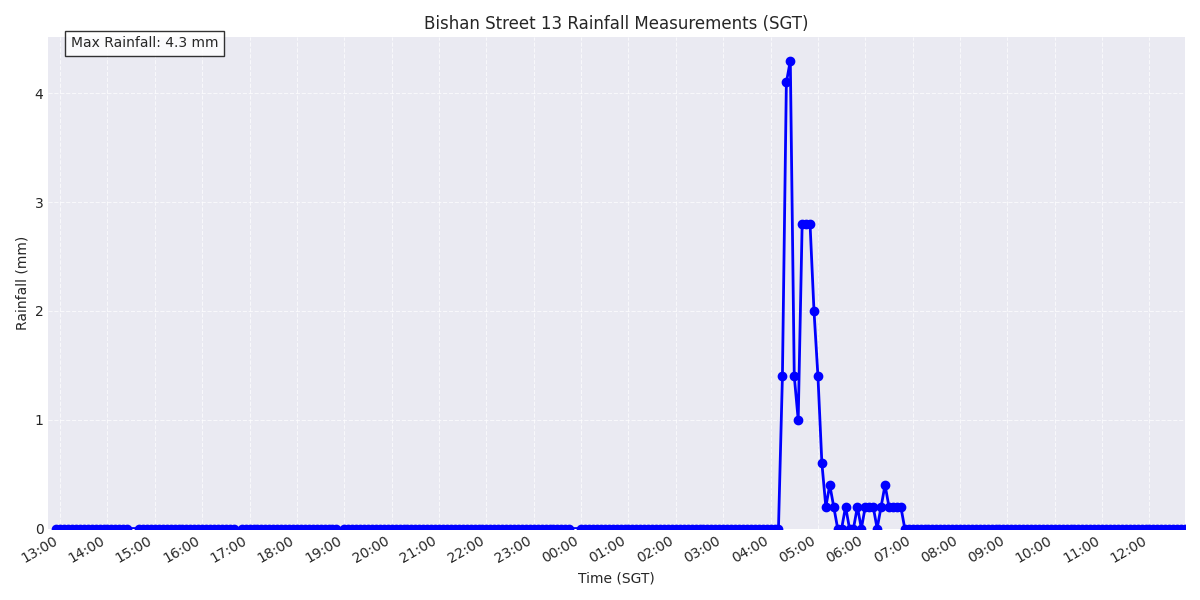 Bishan Street 13 Rainfall Measurements (SGT)
Max Rainfall: 4.3 mm
Rainfall (mm)
4
3
2
1
0
13:00 14:00 15:00 16:00 17:00 18:00 19:00 20:00 21:00 22:00 23:00 00:00 01:00 02:00 03:00 04:00 05:00 06:00 07:00 08:00 09:00 10:00 11:00 12:00
Time (SGT)